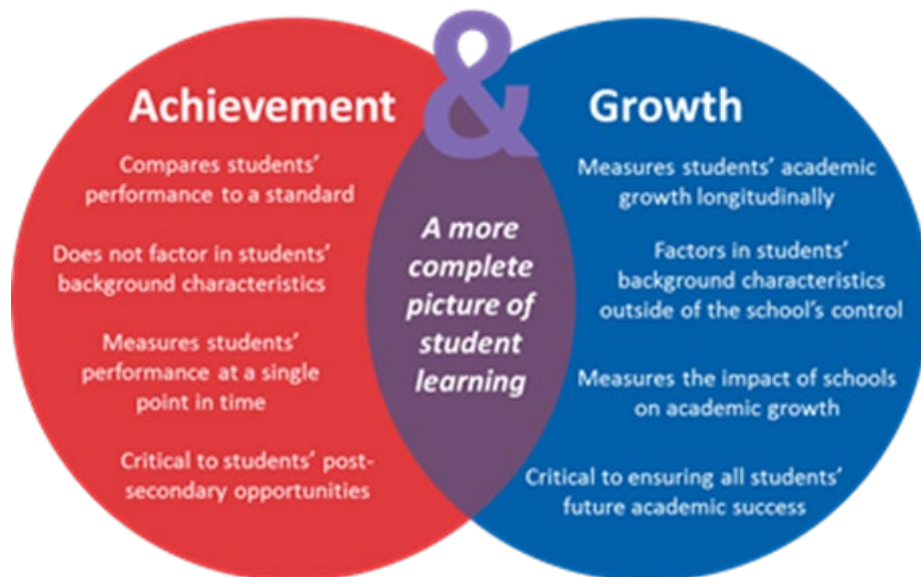 &
Achievement
Compares students'
performance to a standard
Does not factor in students'
background characteristics
Measures students'
performance at a single
point in time
Critical to students' post-
secondary opportunities
A more
complete
picture of
student
learning
Growth
Measures students' academic
growth longitudinally
Factors in students'
background characteristics
outside of the school's control
Measures the impact of schools
on academic growth
Critical to ensuring all students'
future academic success